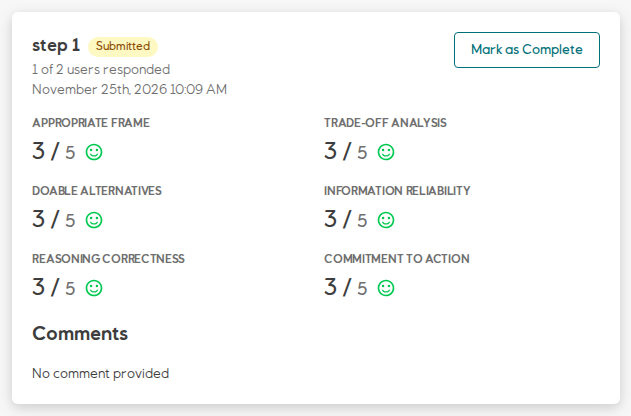 step 1 Submitted
Mark as Complete
1 of 2 users responded
November 25th, 2026 10:09 AM
APPROPRIATE FRAME
3 / 5
TRADE-OFF ANALYSIS
3 / 5
DOABLE ALTERNATIVES
3 / 5
INFORMATION RELIABILITY
3 / 5
REASONING CORRECTNESS
3 / 5
COMMITMENT TO ACTION
3 / 5
Comments
No comment provided